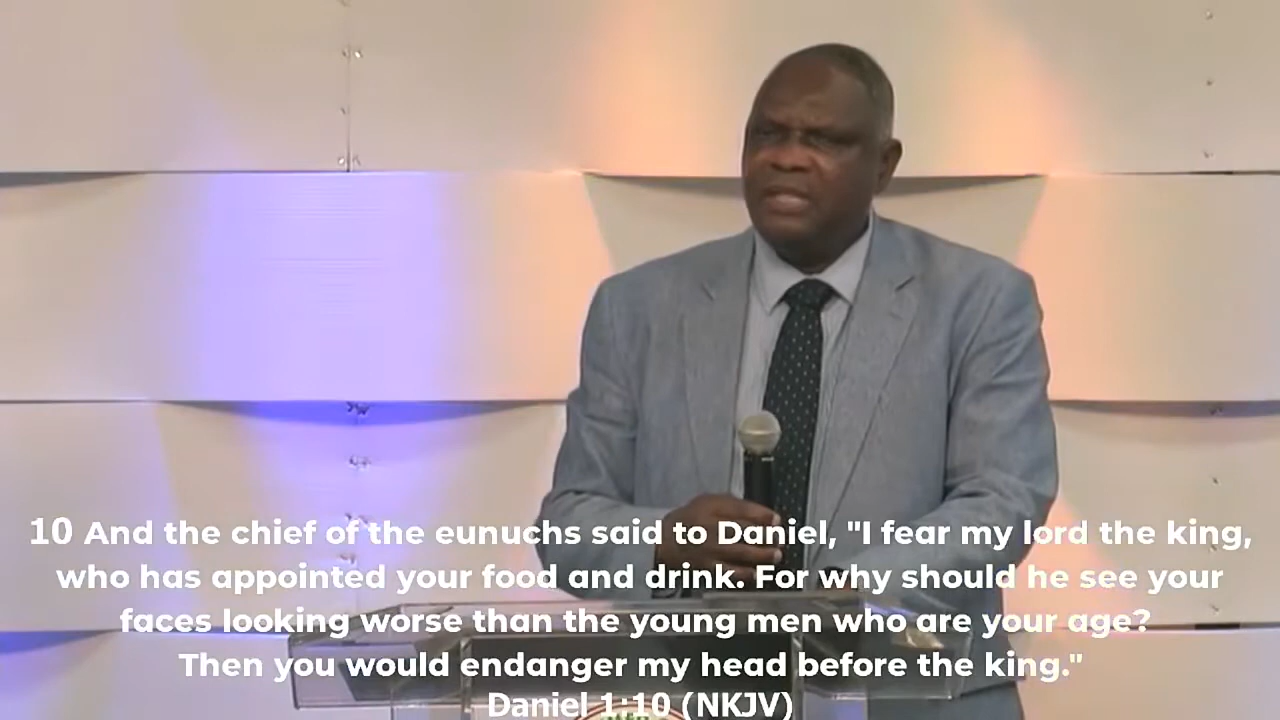 10 And the chief of the eunuchs said to Daniel, "I fear my lord the king,
who has appointed your food and drink. For why should he see your
faces looking worse than the young men who are your age?
Then you would endanger my head before the king."
Daniel 1:10 (NKJV)